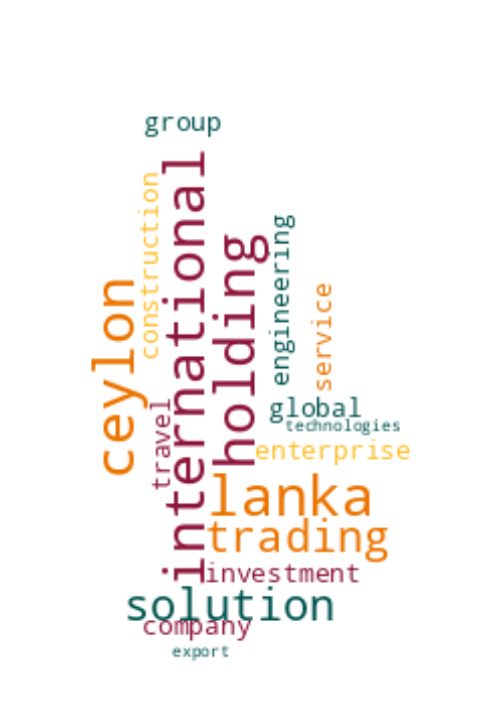 group
international
construction
holding
engineering
ceylon
service
travel
global
technologies
enterprise
lanka
trading
investment
solution
company
export